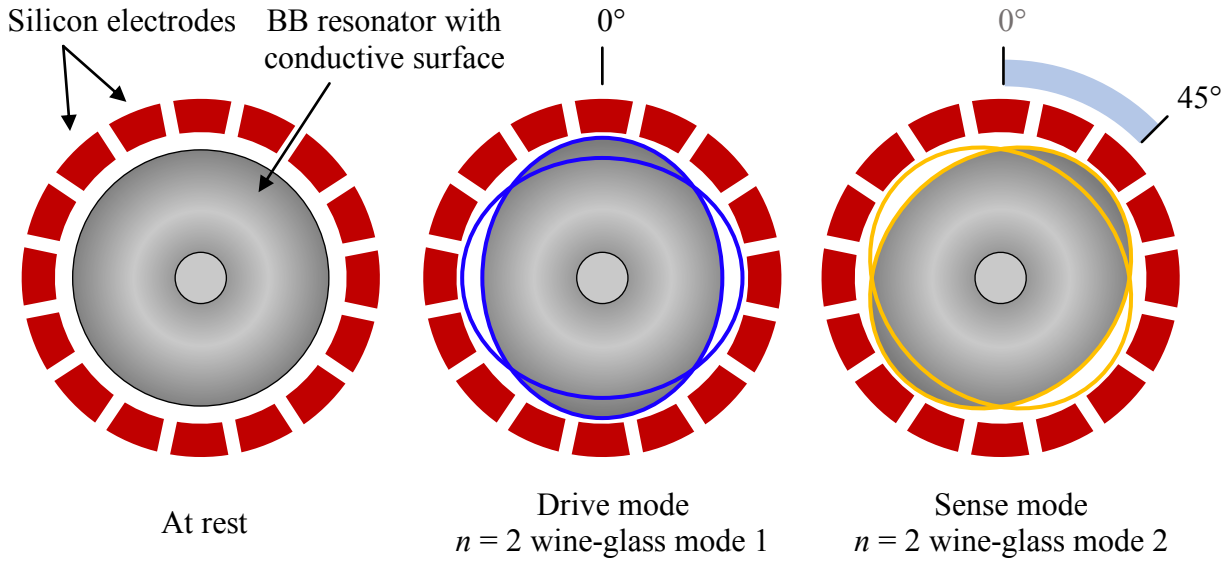 Silicon electrodes
BB resonator with
conductive surface
0°
0°
45°
At rest
Drive mode
n = 2 wine-glass mode 1
Sense mode
n = 2 wine-glass mode 2